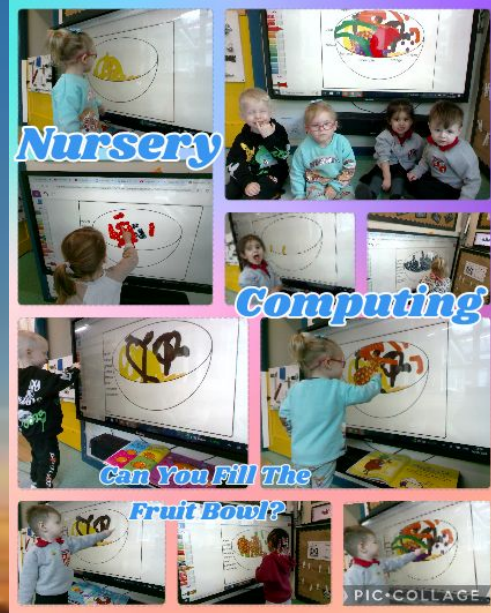 Nursery
Computing
Can You Fill The
Fruit Bowl?
PIC•COLLAGE